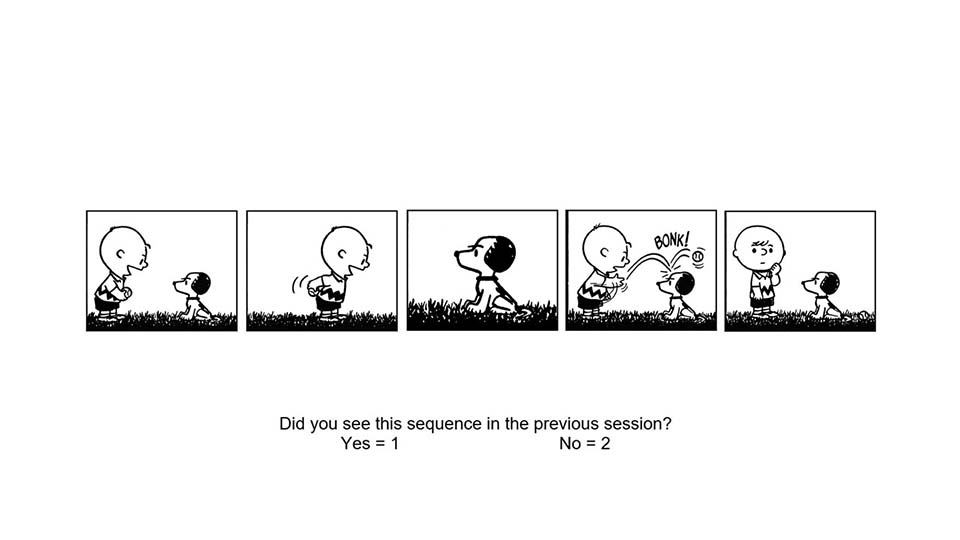 BONK!
Did you see this sequence in the previous session?
Yes = 1 No = 2